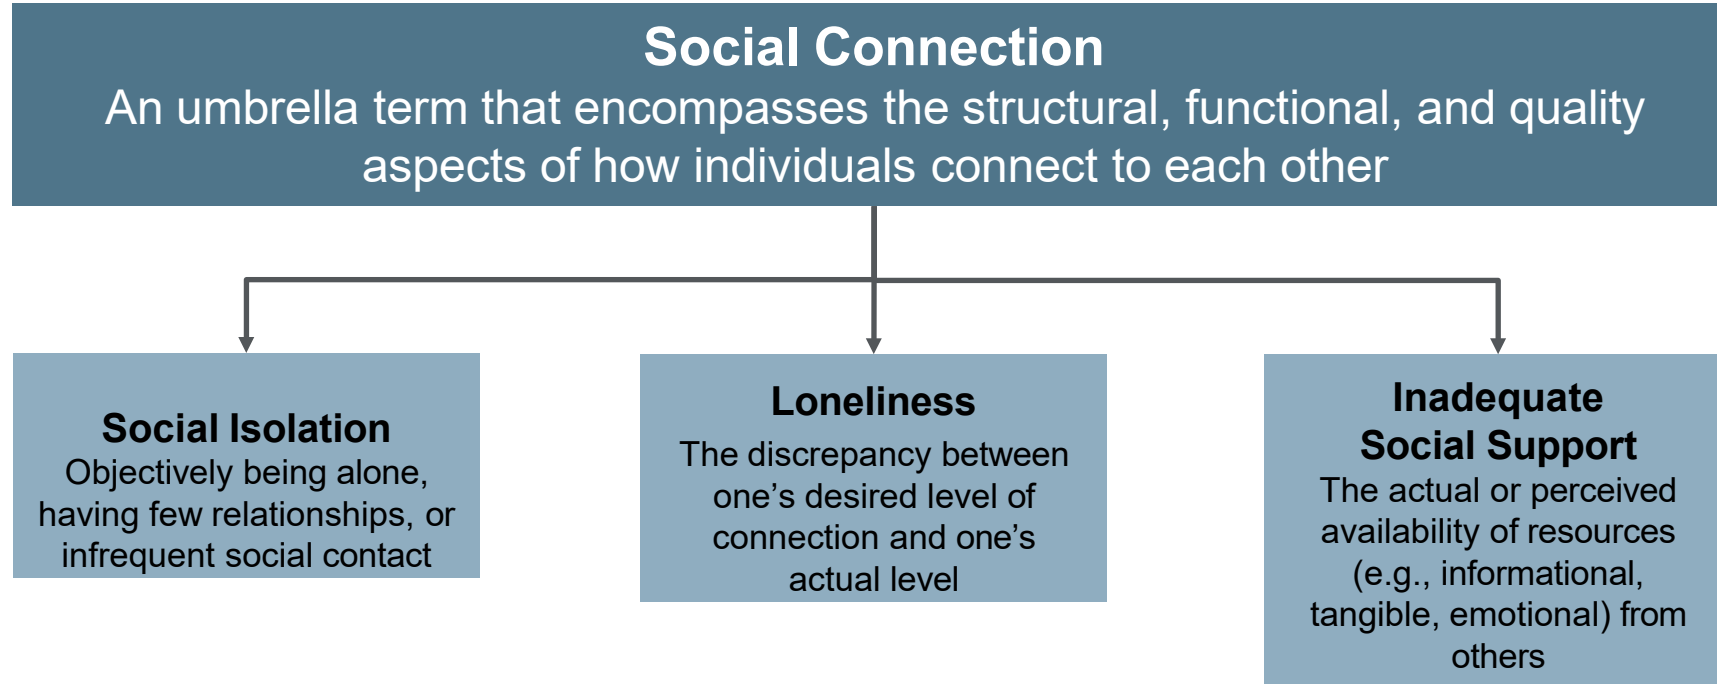 Social Connection
An umbrella term that encompasses the structural, functional, and quality
aspects of how individuals connect to each other
Social Isolation
Objectively being alone,
having few relationships, or
infrequent social contact
Loneliness
The discrepancy between
one’s desired level of
connection and one’s
actual level
Inadequate
Social Support
The actual or perceived
availability of resources
(e.g., informational,
tangible, emotional) from
others